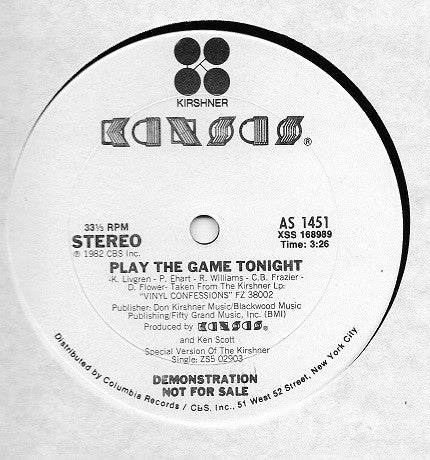 KIRSHNER
KANSAS®
33⅓ RPM
STEREO
℗ 1982 CBS Inc.
AS 1451
XSS 168989
Time: 3:26
PLAY THE GAME TONIGHT
-K. Livgren - P. Ehart - R. Williams - C.B. Frazier -
D. Flower- Taken From The Kirshner Lp:
"VINYL CONFESSIONS" FZ 38002
Publisher: Don Kirshner Music/Blackwood Music
Publishing/Fifty Grand Music, Inc. (BMI)
Produced by KANSAS®
and Ken Scott
Special Version Of The Kirshner
Single: ZS5 02903
DEMONSTRATION
NOT FOR SALE
Distributed by Columbia Records / CBS, Inc., 51 West 52 Street, New York City